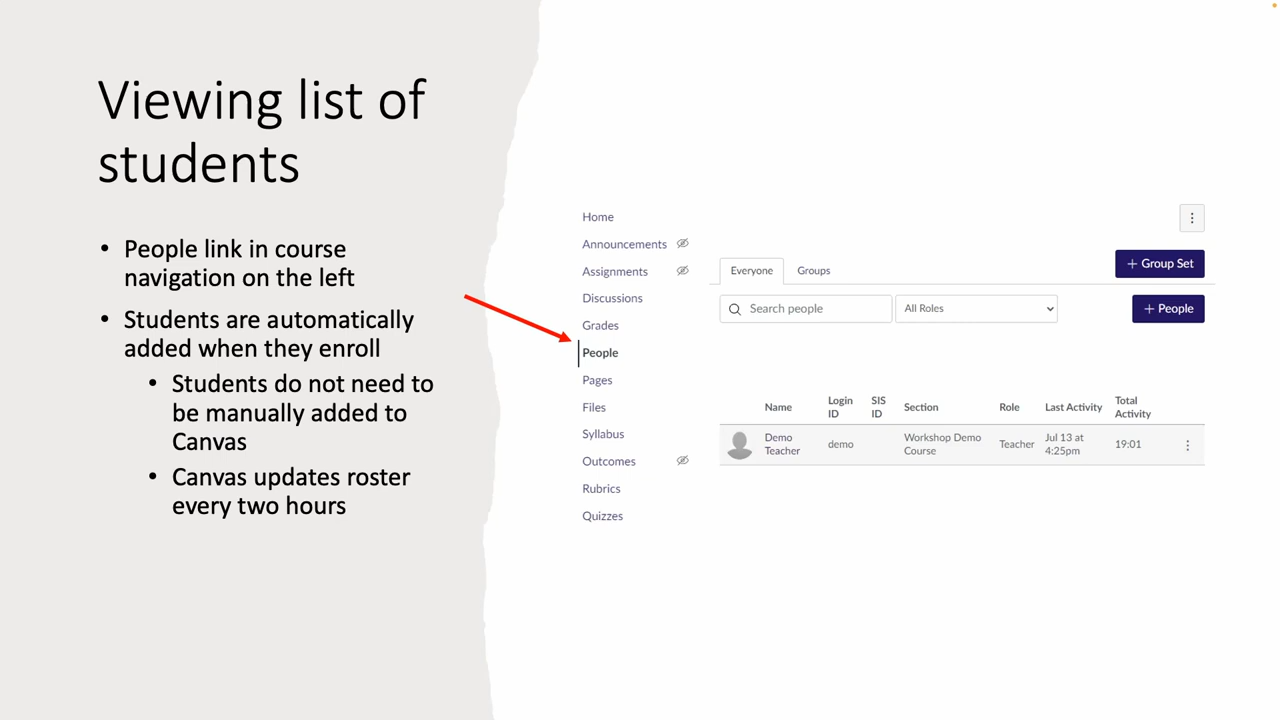 Viewing list of
students
• People link in course
navigation on the left
• Students are automatically
added when they enroll
• Students do not need to
be manually added to
Canvas
• Canvas updates roster
every two hours
Home
Announcements
Assignments
Discussions
Grades
People
Pages
Files
Syllabus
Outcomes
Rubrics
Quizzes
Everyone Groups
+ Group Set
Search people All Roles + People
Name Login ID SIS ID Section Role Last Activity Total Activity
Demo Teacher demo Workshop Demo Course Teacher Jul 13 at 4:25pm 19:01